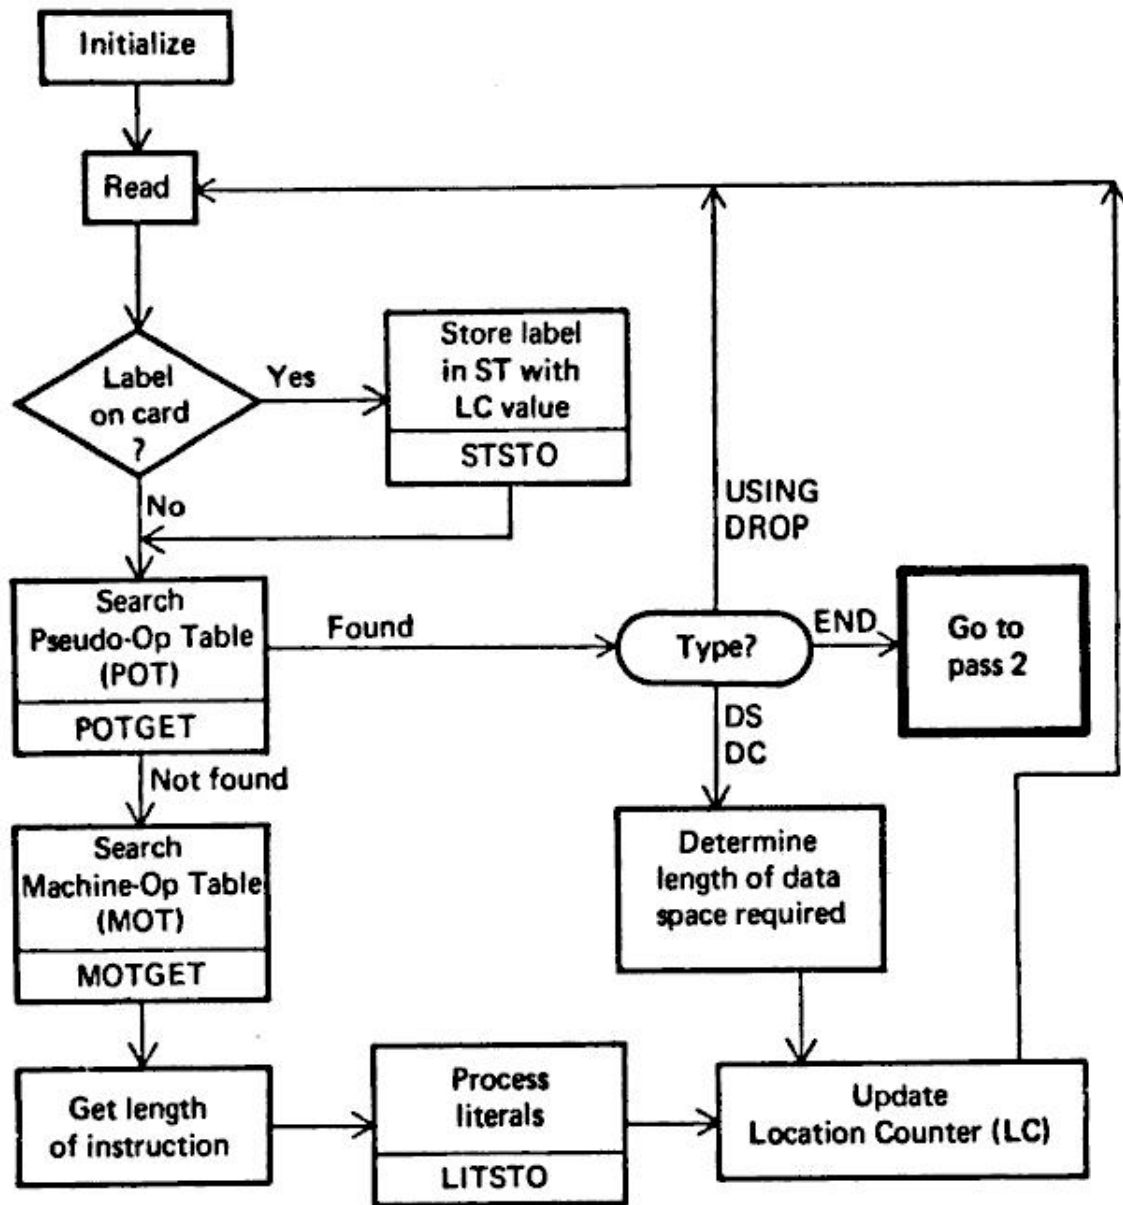 Initialize
Read
Label
on card
?
Yes
Store label
in ST with
LC value
STSTO
No
USING
DROP
Search
Pseudo-Op Table
(POT)
POTGET
Found
Type?
END
Go to
pass 2
DS
DC
Not found
Search
Machine-Op Table
(MOT)
MOTGET
Determine
length of data
space required
Get length
of instruction
Process
literals
LITSTO
Update
Location Counter (LC)